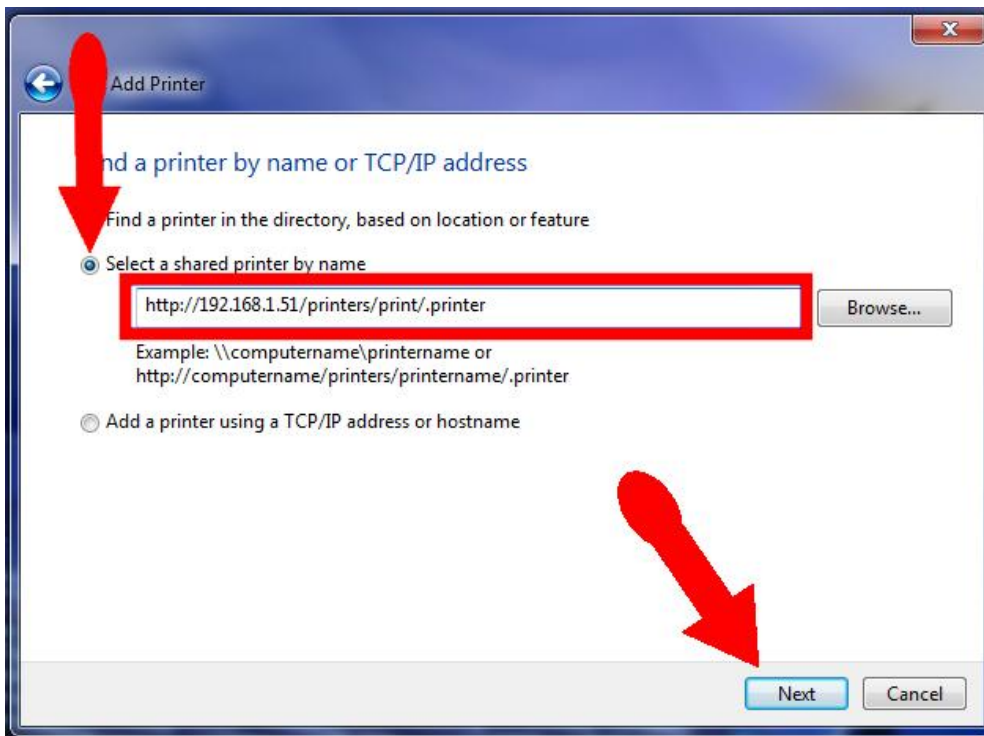 Add Printer
nd a printer by name or TCP/IP address
Find a printer in the directory, based on location or feature
Select a shared printer by name
http://192.168.1.51/printers/print/.printer
Browse...
Example: \\computername\printername or
http://computername/printers/printername/.printer
Add a printer using a TCP/IP address or hostname
Next
Cancel